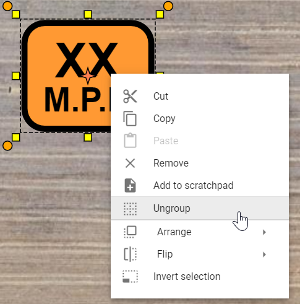 XX
M.P.
Cut
Copy
Paste
Remove
Add to scratchpad
Ungroup
Arrange
Flip
Invert selection